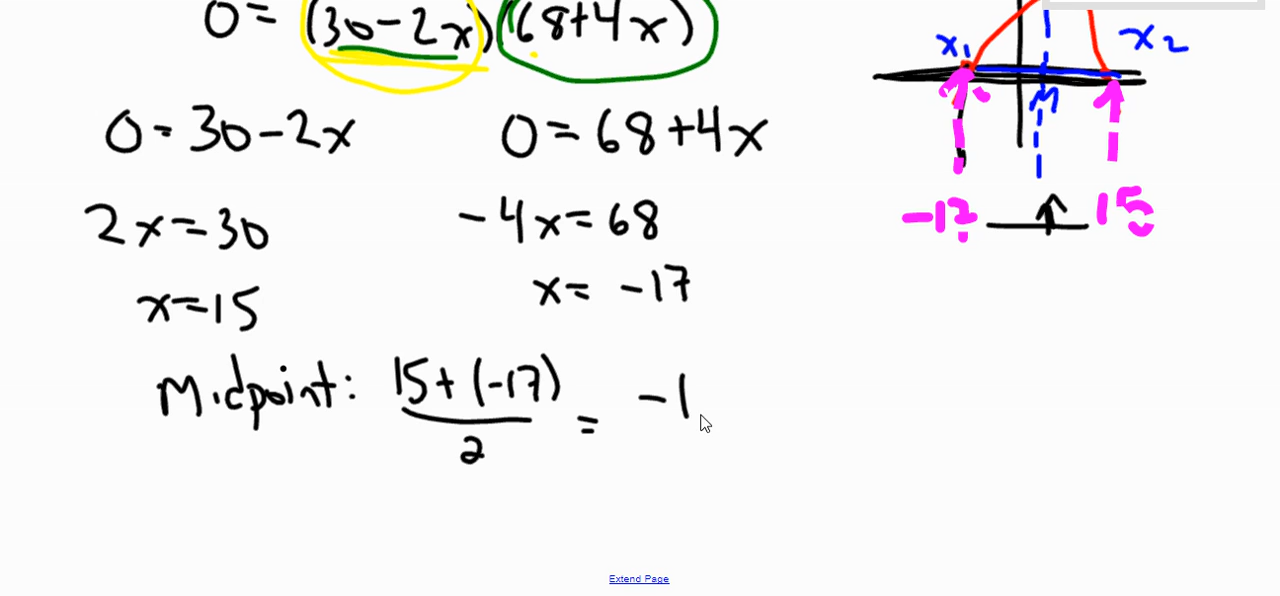 0 = (30-2x)(68+4x)
0 = 30-2x
0 = 68+4x
2x = 30
-4x = 68
x = 15
x = -17
Midpoint: 15+(-17)
2
= -1
x1
x2
M
15
Extend Page